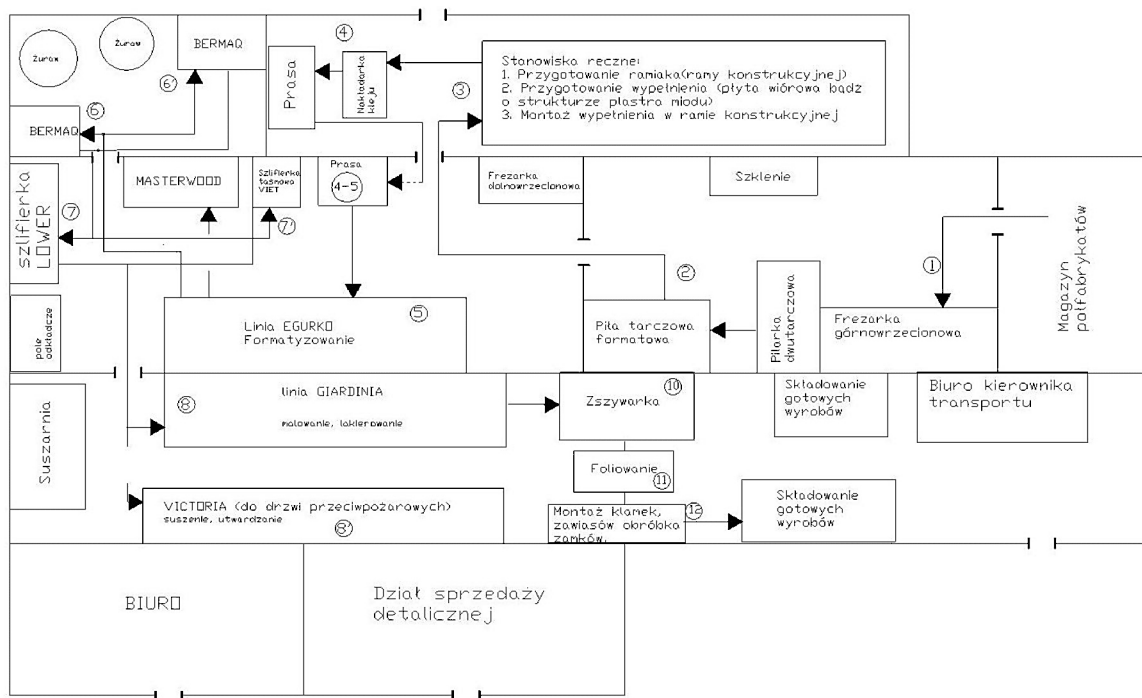 Żuraw
Żuraw
BERMAQ
6'
6
BERMAQ
4
Prasa
Nakładarka
kleju
3
Stanowiska ręczne:
1. Przygotowanie ramiaka(ramy konstrukcyjnej)
2. Przygotowanie wypełnienia (płyta wiórowa bądz
o strukturze plastra miodu)
3. Montaż wypełnienia w ramie konstrukcyjnej
szlifierka
LOWER
7
MASTERWOOD
Szlifierka
taśmowa
VIET
7'
Prasa
4-5
Frezarka
dolnowrzecionowa
Szklenie
1
2
Magazyn
półfabrykatów
pole
odkładcze
Linia EGURKO
Formatyzowanie
5
Piła tarczowa
formatowa
Pilarka
dwutarczowa
Frezarka
górnowrzecionowa
Suszarnia
8
linia GIARDINIA
malowanie, lakierowanie
10
Zszywarka
Składowanie
gotowych
wyrobów
Biuro kierownika
transportu
Foliowanie
11
VICTORIA (do drzwi przeciwpożarowych)
suszenie, utwardzanie
8'
Montaż klamek,
zawiasów obróbka
zamków.
12
Składowanie
gotowych
wyrobów
BIURO
Dział sprzedaży
detalicznej